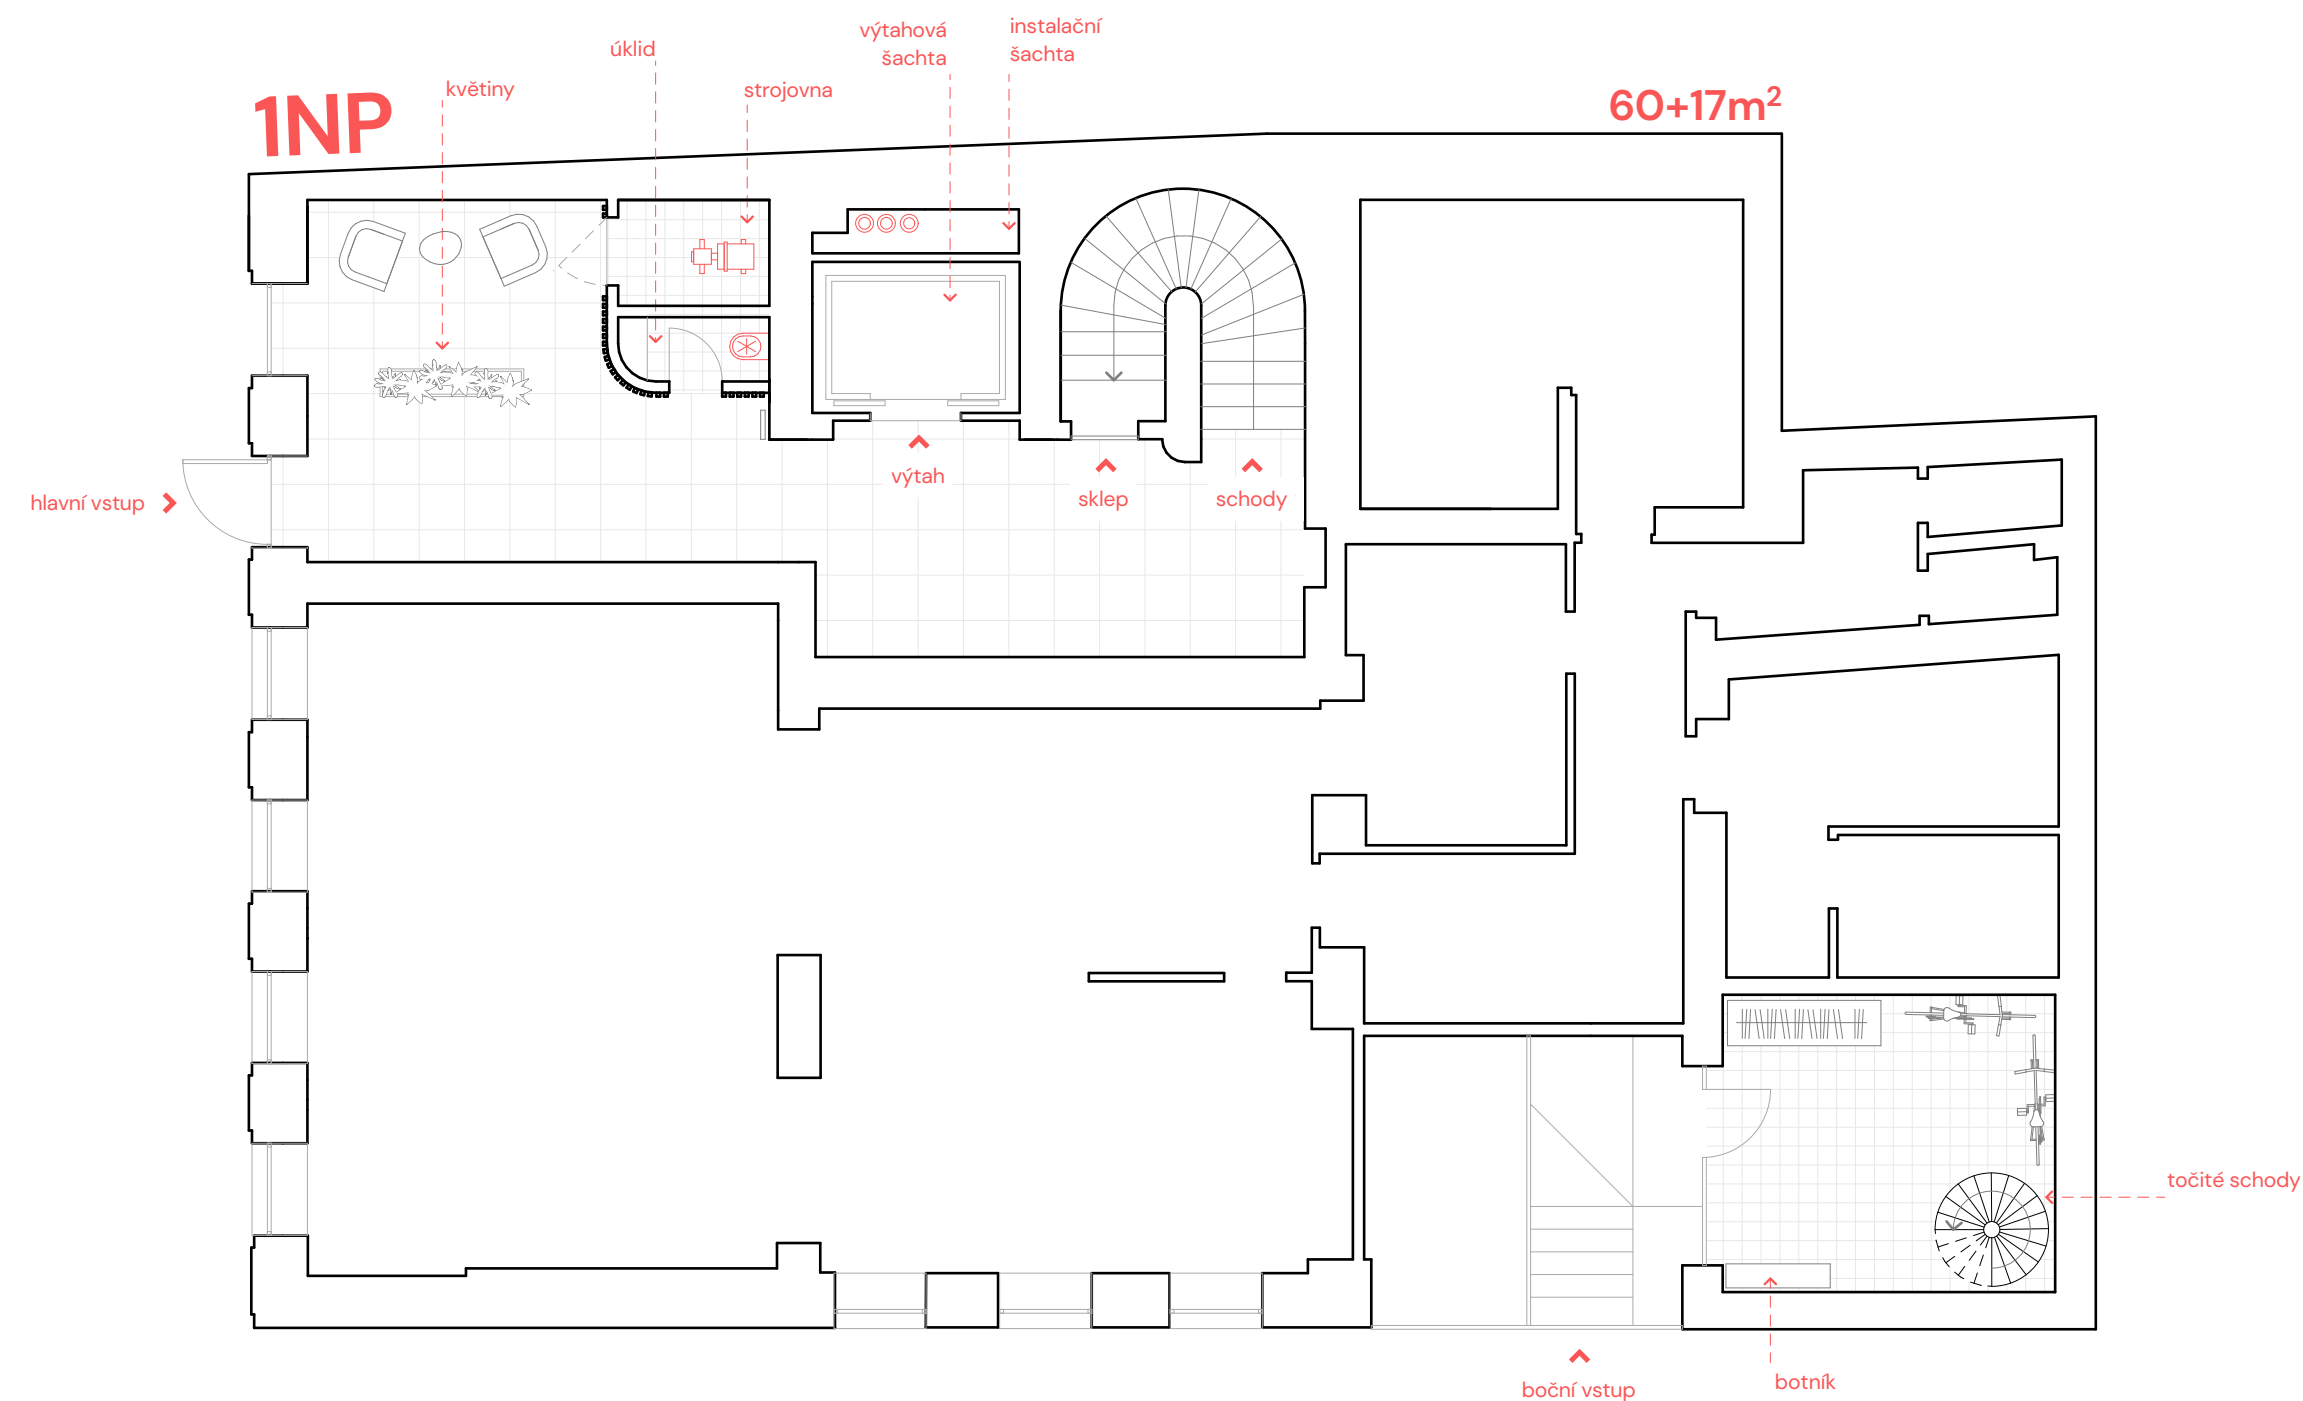 výtahová
šachta
instalační
šachta
úklid
květiny
strojovna
1NP
60+17m²
hlavní vstup
výtah
sklep
schody
točité schody
boční vstup
botník